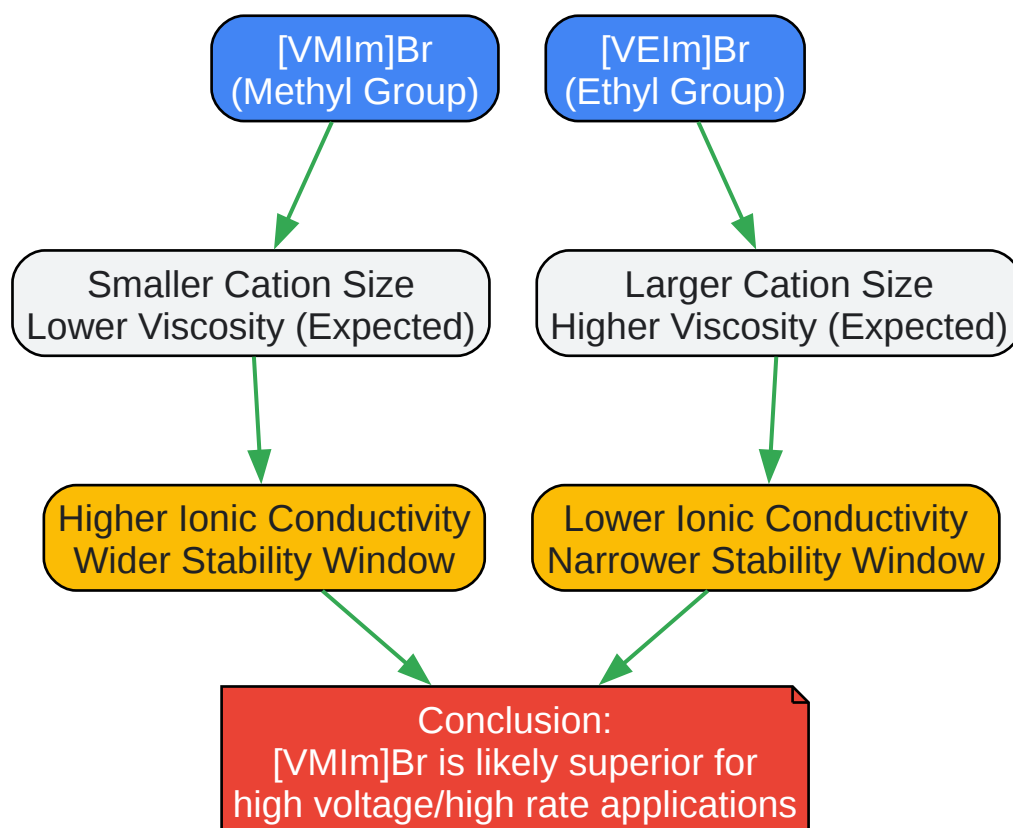 [VMIm]Br
(Methyl Group)
[VEIm]Br
(Ethyl Group)
Smaller Cation Size
Lower Viscosity (Expected)
Larger Cation Size
Higher Viscosity (Expected)
Higher Ionic Conductivity
Wider Stability Window
Lower Ionic Conductivity
Narrower Stability Window
Conclusion:
[VMIm]Br is likely superior for
high voltage/high rate applications